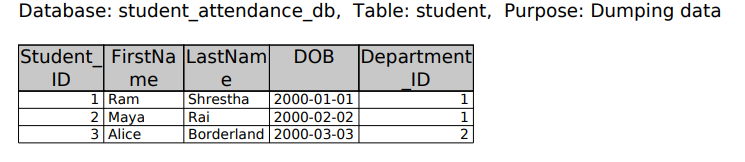 Database: student_attendance_db, Table: student, Purpose: Dumping data
Student_ID FirstName LastName DOB Department_ID
1 Ram Shrestha 2000-01-01 1
2 Maya Rai 2000-02-02 1
3 Alice Borderland 2000-03-03 2